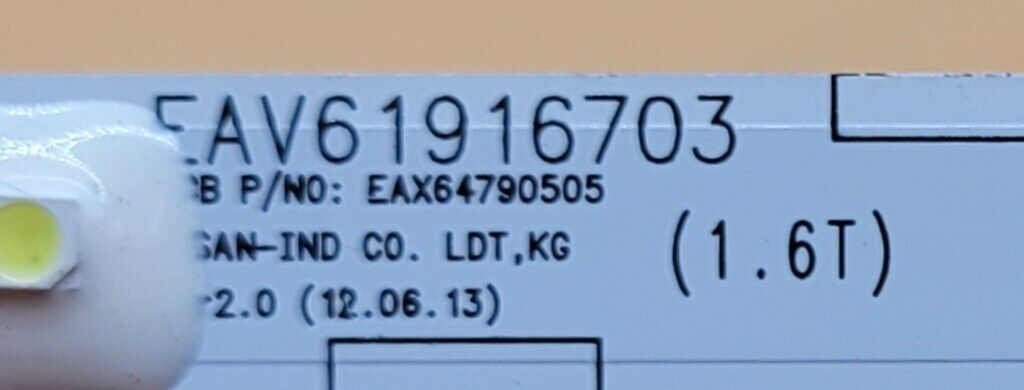 EAV61916703
B P/NO: EAX64790505
SAN-IND CO. LDT,KG
(1.6T)
2.0 (12.06.13)